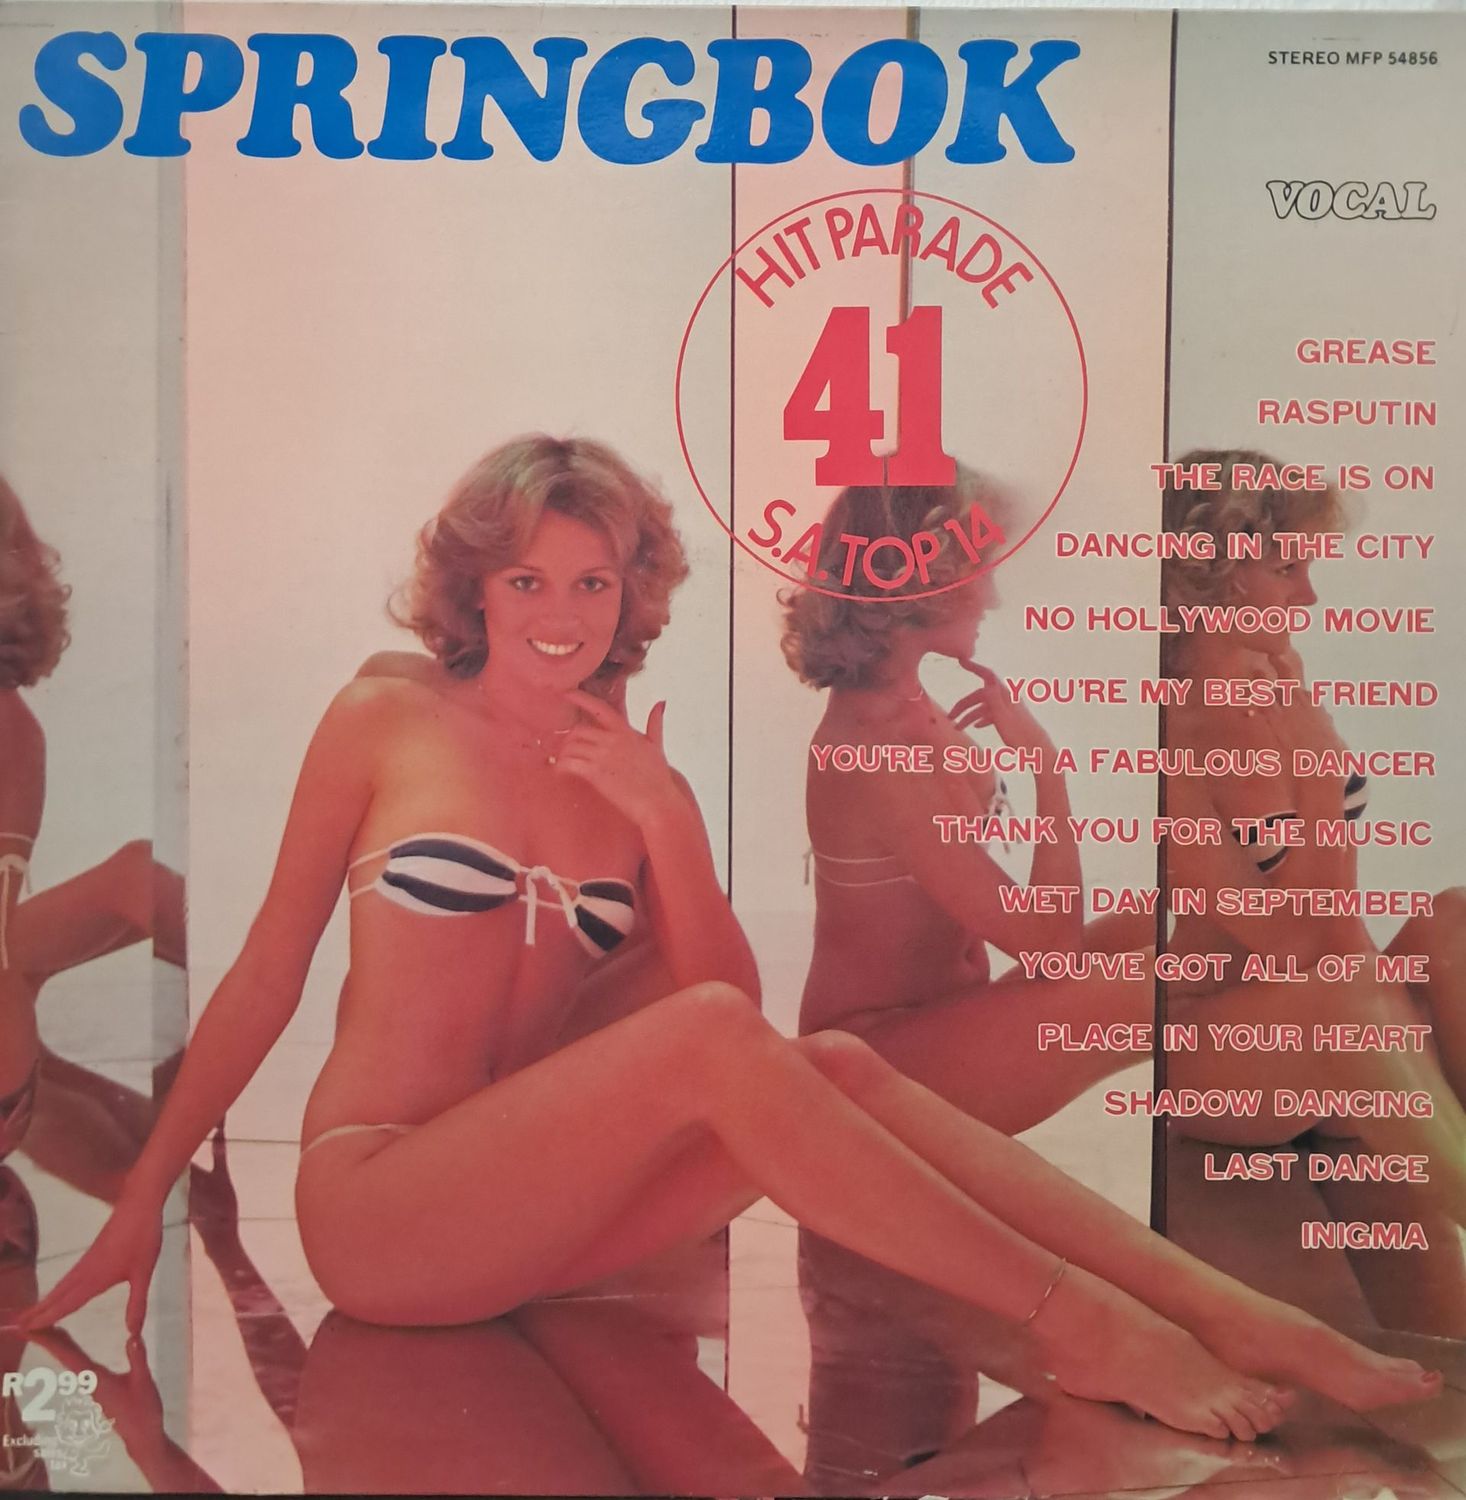 SPRINGBOK
STEREO MFP 54856
VOCAL
HIT PARADE
41
S.A. TOP 14
GREASE
RASPUTIN
THE RACE IS ON
DANCING IN THE CITY
NO HOLLYWOOD MOVIE
YOU'RE MY BEST FRIEND
YOU'RE SUCH A FABULOUS DANCER
THANK YOU FOR THE MUSIC
WET DAY IN SEPTEMBER
YOU'VE GOT ALL OF ME
PLACE IN YOUR HEART
SHADOW DANCING
LAST DANCE
INIGMA
R2.99
Excluding
sales
tax